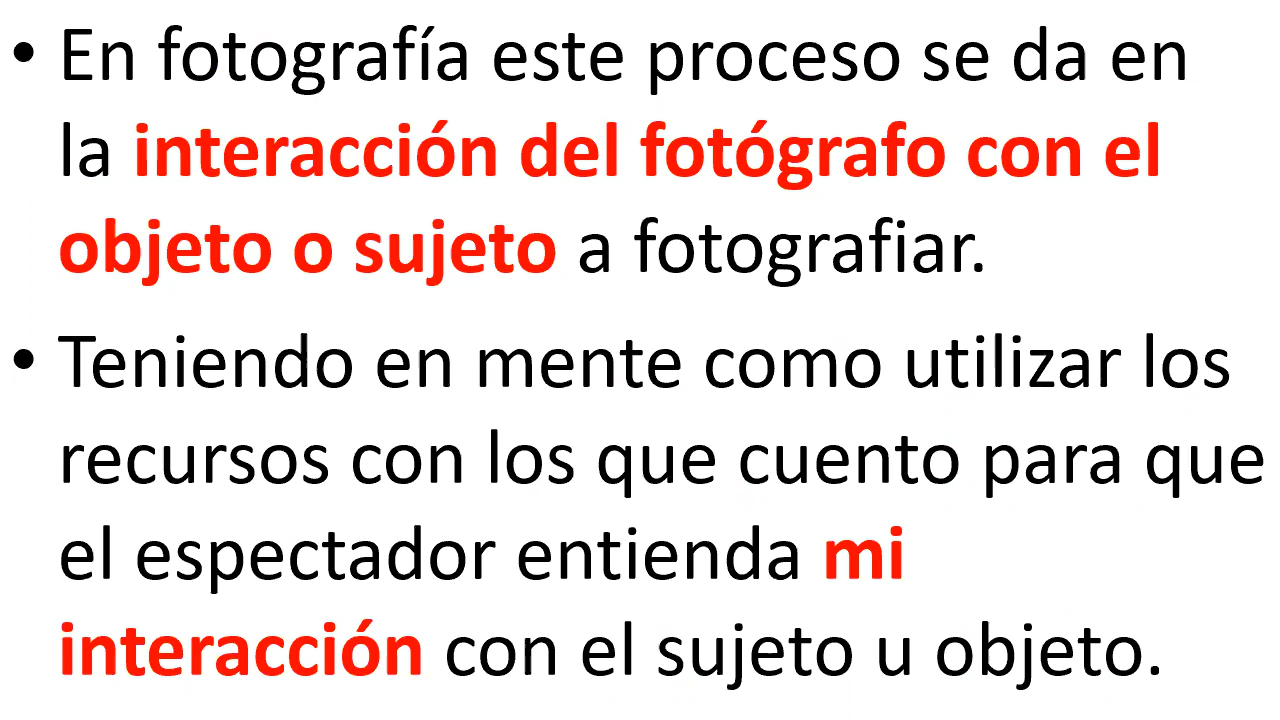 • En fotografía este proceso se da en
la interacción del fotógrafo con el
objeto o sujeto a fotografiar.
• Teniendo en mente como utilizar los
recursos con los que cuento para que
el espectador entienda mi
interacción con el sujeto u objeto.